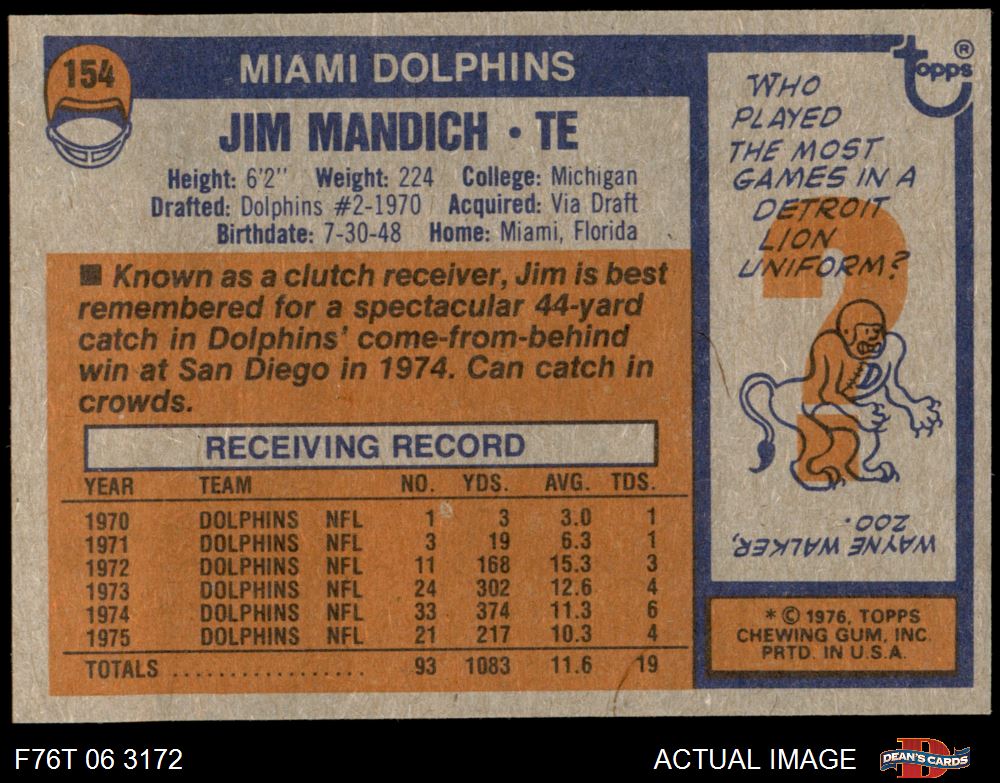 154
MIAMI DOLPHINS
JIM MANDICH • TE
Height: 6'2" Weight: 224 College: Michigan
Drafted: Dolphins #2-1970 Acquired: Via Draft
Birthdate: 7-30-48 Home: Miami, Florida
■ Known as a clutch receiver, Jim is best
remembered for a spectacular 44-yard
catch in Dolphins' come-from-behind
win at San Diego in 1974. Can catch in
crowds.
RECEIVING RECORD
YEAR TEAM NO. YDS. AVG. TDS.
1970 DOLPHINS NFL 1 3 3.0 1
1971 DOLPHINS NFL 3 19 6.3 1
1972 DOLPHINS NFL 11 168 15.3 3
1973 DOLPHINS NFL 24 302 12.6 4
1974 DOLPHINS NFL 33 374 11.3 6
1975 DOLPHINS NFL 21 217 10.3 4
TOTALS ................. 93 1083 11.6 19
Topps ®
WHO
PLAYED
THE MOST
GAMES IN A
DETROIT
LION
UNIFORM?
?
D
WAYNE WALKER,
200.
* © 1976, TOPPS
CHEWING GUM, INC.
PRTD. IN U.S.A.
F76T 06 3172
ACTUAL IMAGE
DEAN'S CARDS